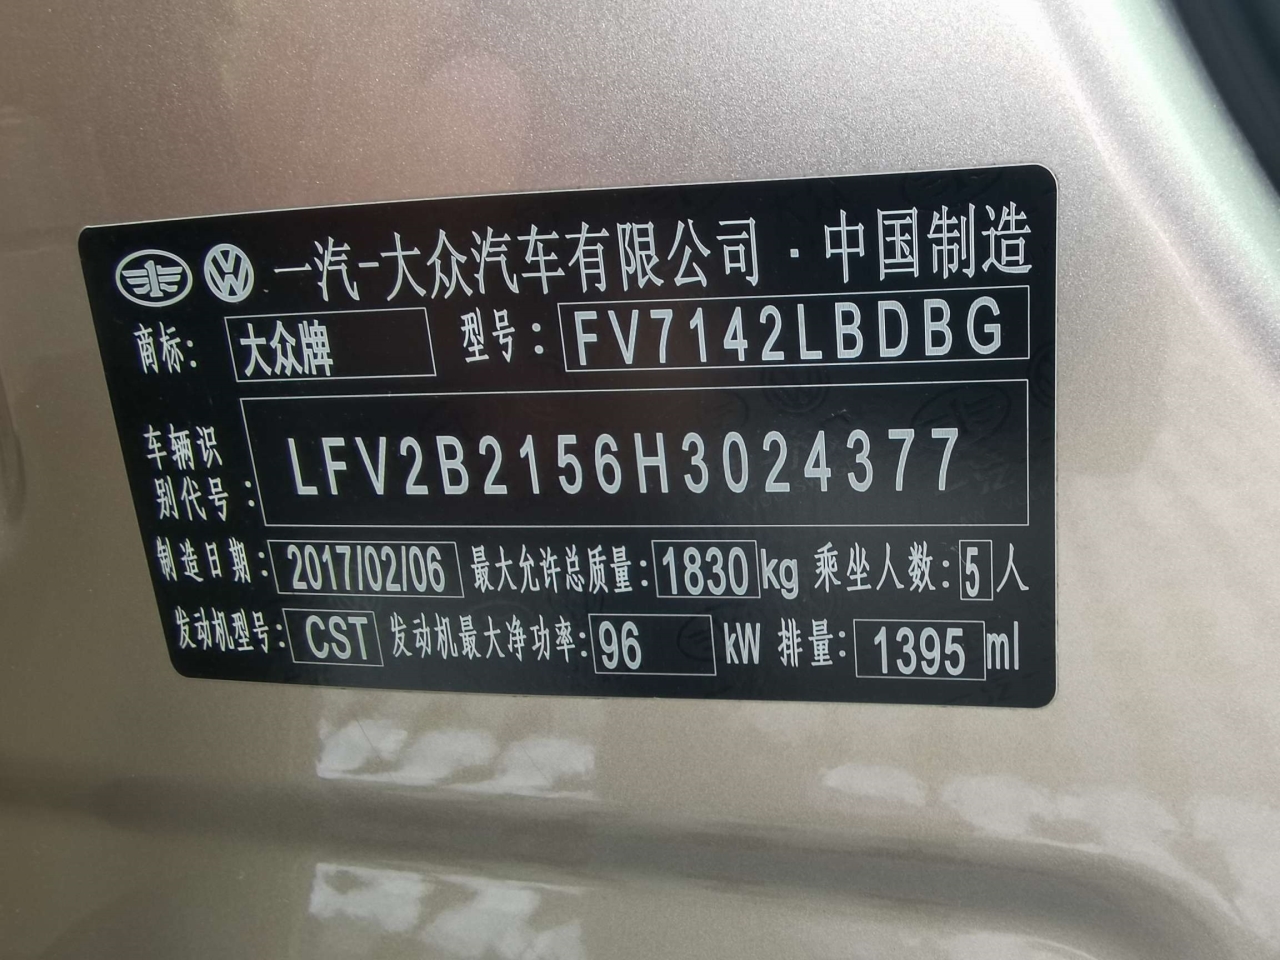 一汽-大众汽车有限公司·中国制造
商标: 大众牌 型号: FV7142LBDBG
车辆识
别代号: LFV2B2156H3024377
制造日期: 2017/02/06 最大允许总质量: 1830 kg 乘坐人数: 5 人
发动机型号: CST 发动机最大净功率: 96 kW 排量: 1395 ml